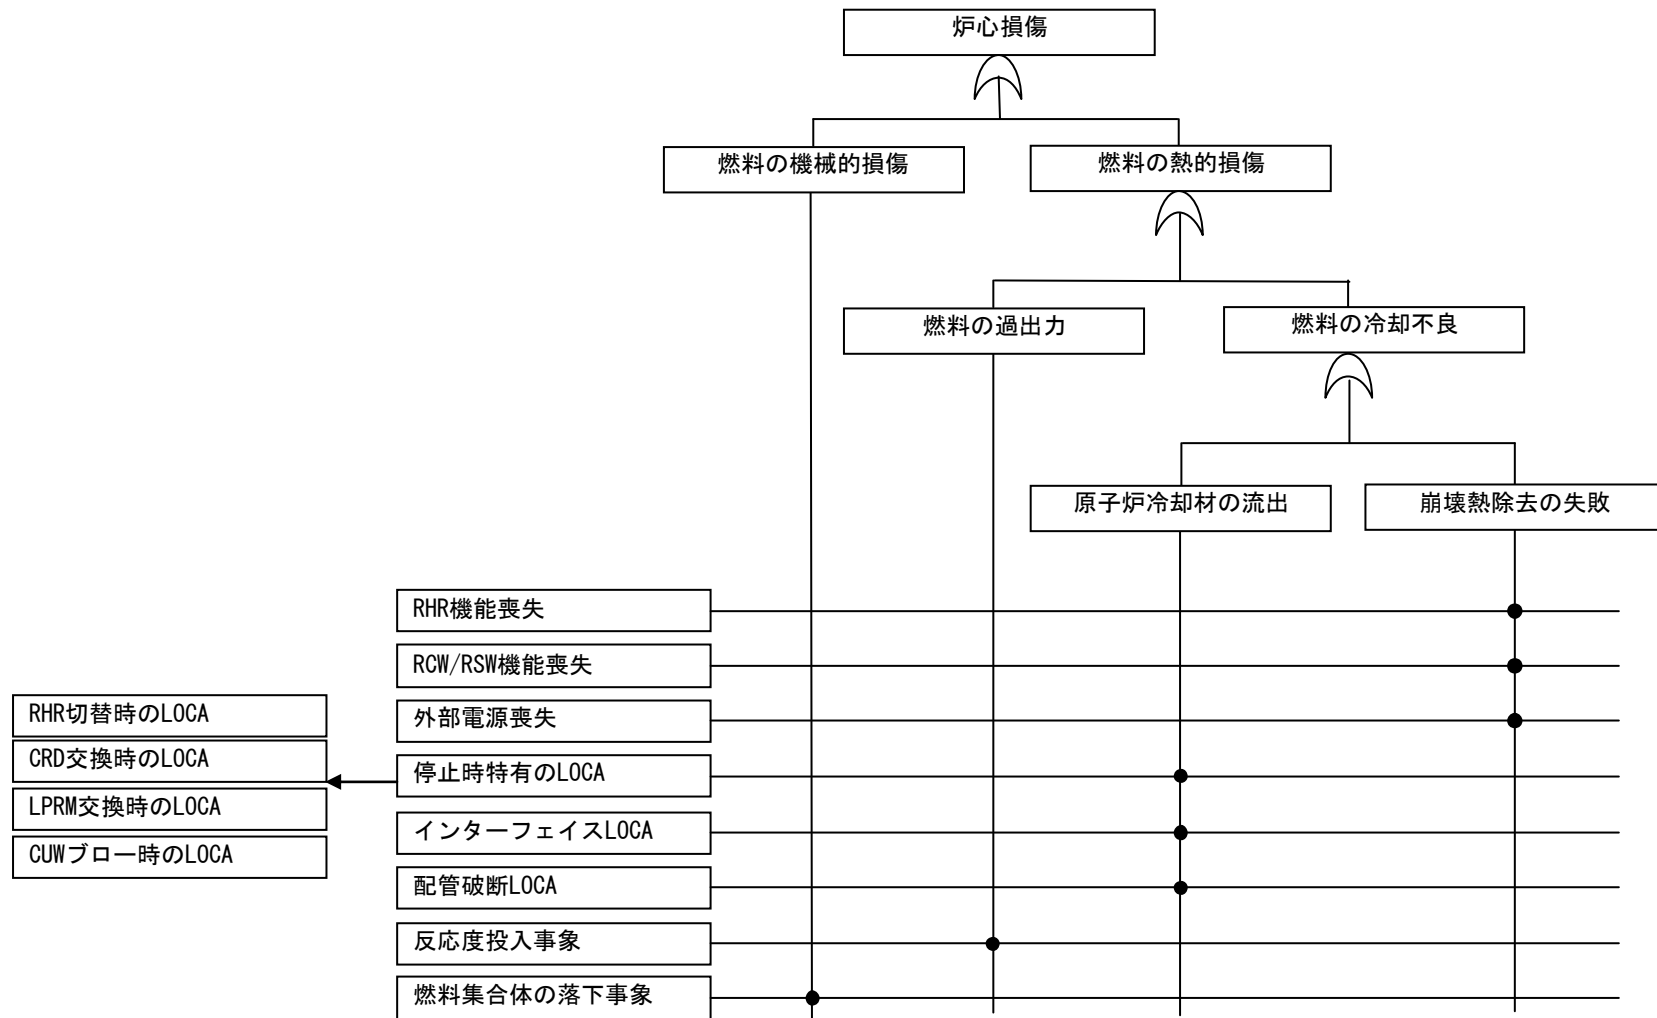 炉心損傷
燃料の機械的損傷
燃料の熱的損傷
燃料の過出力
燃料の冷却不良
原子炉冷却材の流出
崩壊熱除去の失敗
RHR機能喪失
RCW/RSW機能喪失
外部電源喪失
停止時特有のLOCA
インターフェイスLOCA
配管破断LOCA
反応度投入事象
燃料集合体の落下事象
RHR切替時のLOCA
CRD交換時のLOCA
LPRM交換時のLOCA
CUWブロー時のLOCA